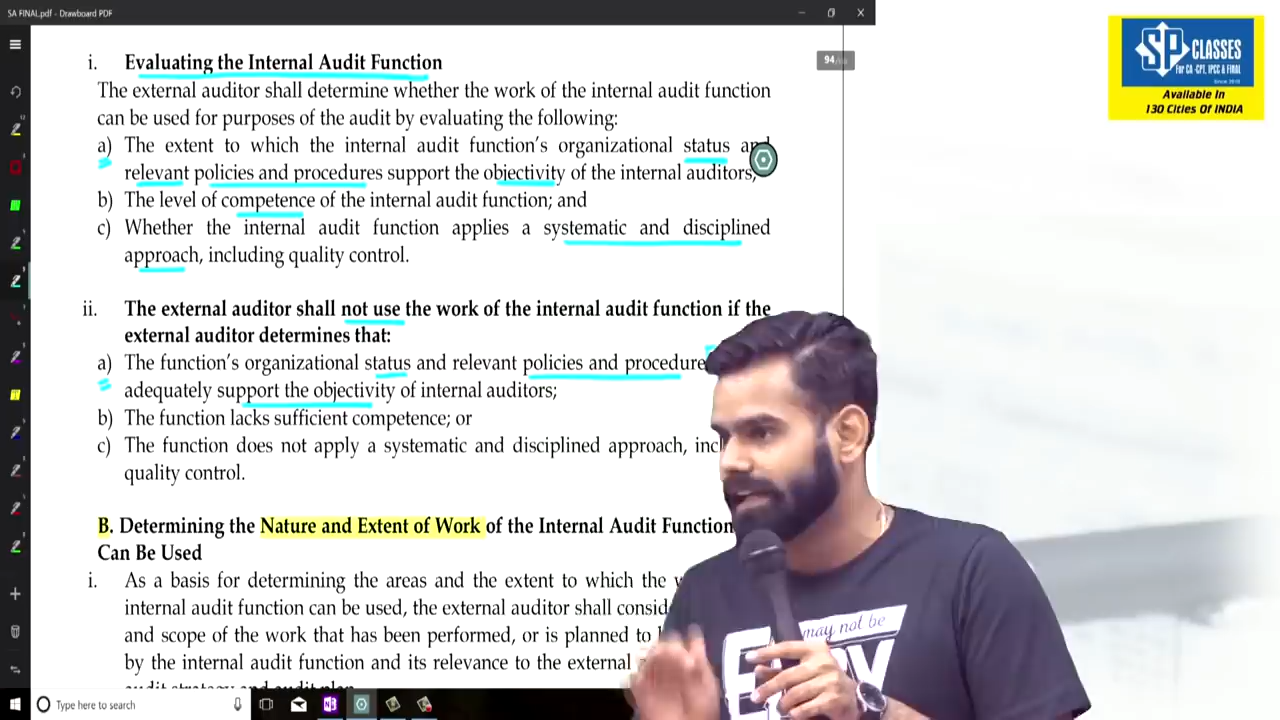 SA FINAL.pdf - Drawboard PDF
94/
SP CLASSES
For CA -CPT, IPCC & FINAL
Since 2010
Available In
130 Cities Of INDIA
i. Evaluating the Internal Audit Function
The external auditor shall determine whether the work of the internal audit function
can be used for purposes of the audit by evaluating the following:
a) The extent to which the internal audit function's organizational status and
relevant policies and procedures support the objectivity of the internal auditors;
b) The level of competence of the internal audit function; and
c) Whether the internal audit function applies a systematic and disciplined
approach, including quality control.
ii. The external auditor shall not use the work of the internal audit function if the
external auditor determines that:
a) The function's organizational status and relevant policies and procedure
adequately support the objectivity of internal auditors;
b) The function lacks sufficient competence; or
c) The function does not apply a systematic and disciplined approach, incl
quality control.
B. Determining the Nature and Extent of Work of the Internal Audit Function
Can Be Used
i. As a basis for determining the areas and the extent to which the
internal audit function can be used, the external auditor shall consid
and scope of the work that has been performed, or is planned to
by the internal audit function and its relevance to the external
audit strategy and audit plan
may not be
Type here to search